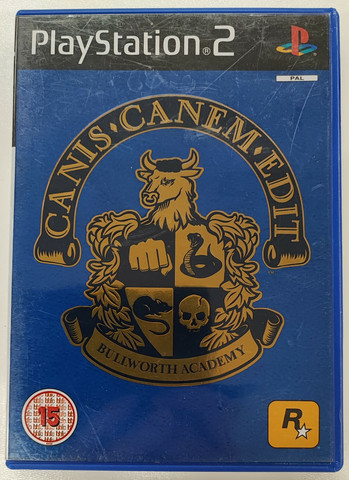 PlayStation®2
PAL
CANIS·CANEM·EDIT
BULLWORTH ACADEMY
15
R